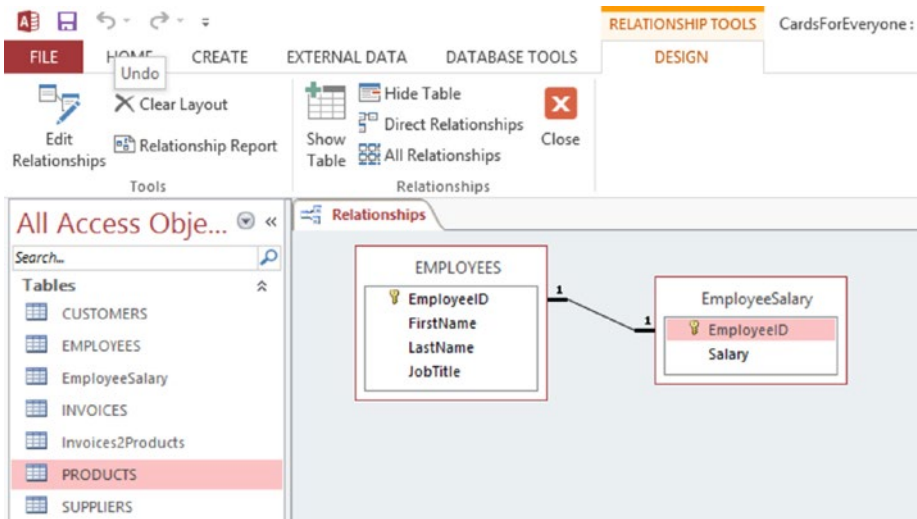 RELATIONSHIP TOOLS
CardsForEveryone :
FILE
HOME
CREATE
EXTERNAL DATA
DATABASE TOOLS
DESIGN
Undo
Edit
Relationships
Clear Layout
Relationship Report
Tools
Show
Table
Hide Table
Direct Relationships
All Relationships
Close
Relationships
All Access Obje...
Search...
Tables
CUSTOMERS
EMPLOYEES
EmployeeSalary
INVOICES
Invoices2Products
PRODUCTS
SUPPLIERS
Relationships
EMPLOYEES
EmployeeID
FirstName
LastName
JobTitle
1
1
EmployeeSalary
EmployeeID
Salary